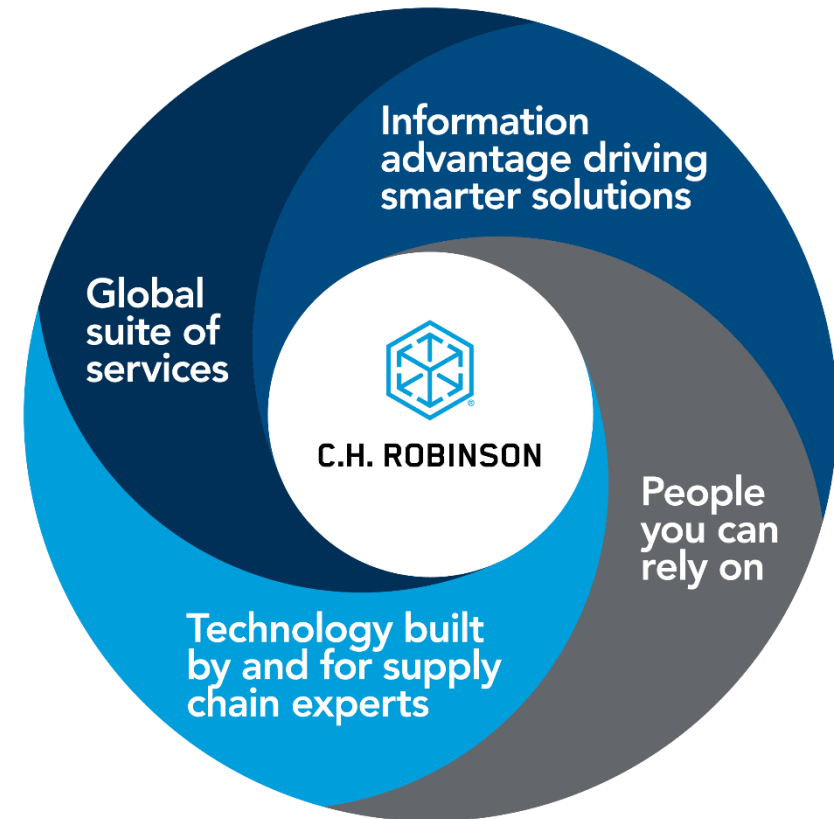 Information
advantage driving
smarter solutions
Global
suite of
services
C.H. ROBINSON
®
People
you can
rely on
Technology built
by and for supply
chain experts